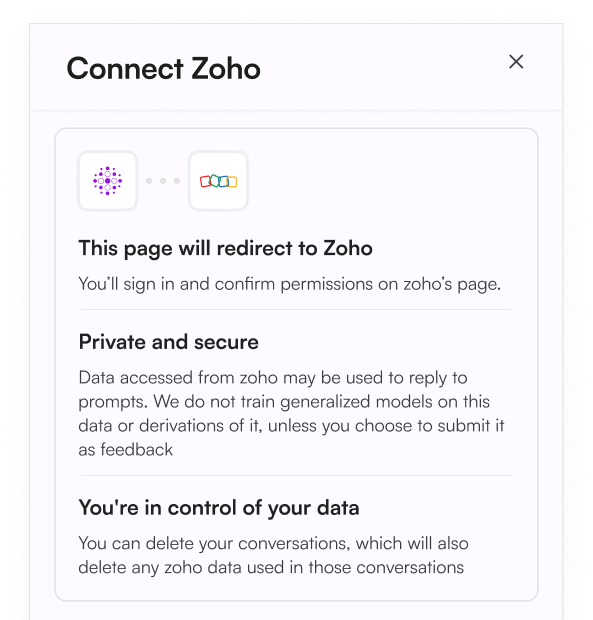 Connect Zoho
This page will redirect to Zoho
You’ll sign in and confirm permissions on zoho’s page.
Private and secure
Data accessed from zoho may be used to reply to
prompts. We do not train generalized models on this
data or derivations of it, unless you choose to submit it
as feedback
You're in control of your data
You can delete your conversations, which will also
delete any zoho data used in those conversations